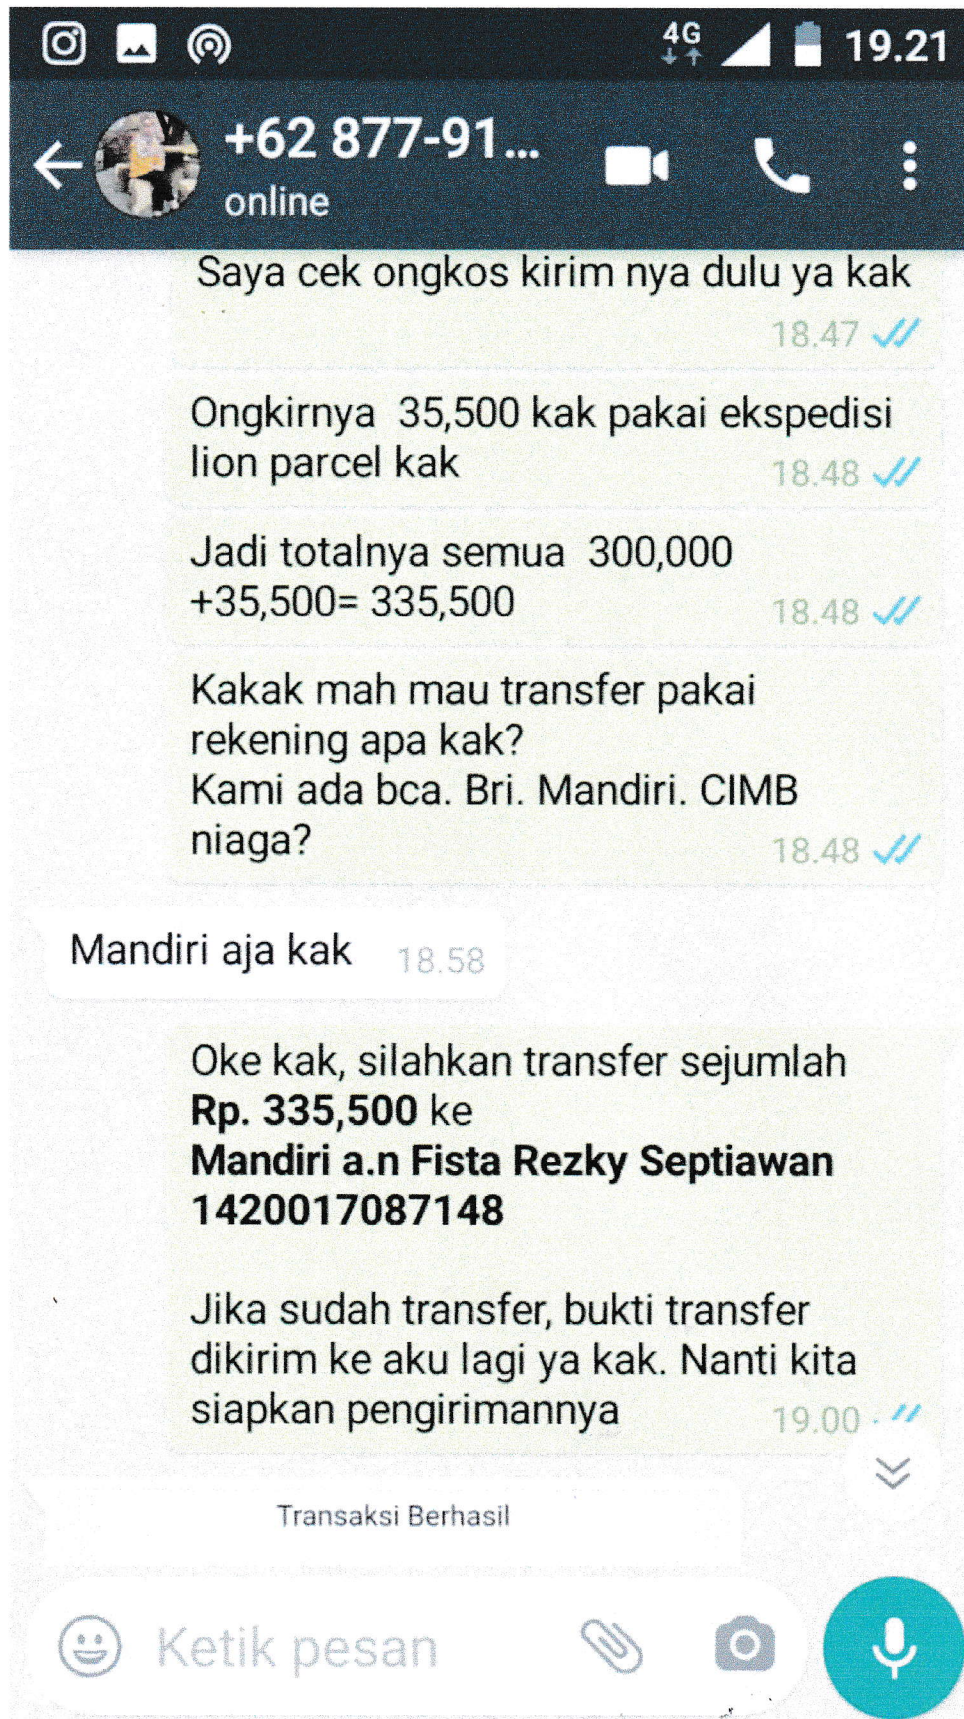 4G
19.21
+62 877-91...
online
Saya cek ongkos kirim nya dulu ya kak
18.47
Ongkirnya  35,500 kak pakai ekspedisi
lion parcel kak
18.48
Jadi totalnya semua  300,000
+35,500= 335,500
18.48
Kakak mah mau transfer pakai
rekening apa kak?
Kami ada bca. Bri. Mandiri. CIMB
niaga?
18.48
Mandiri aja kak
18.58
Oke kak, silahkan transfer sejumlah
Rp. 335,500 ke
Mandiri a.n Fista Rezky Septiawan
1420017087148
Jika sudah transfer, bukti transfer
dikirim ke aku lagi ya kak. Nanti kita
siapkan pengirimannya
19.00
Transaksi Berhasil
Ketik pesan